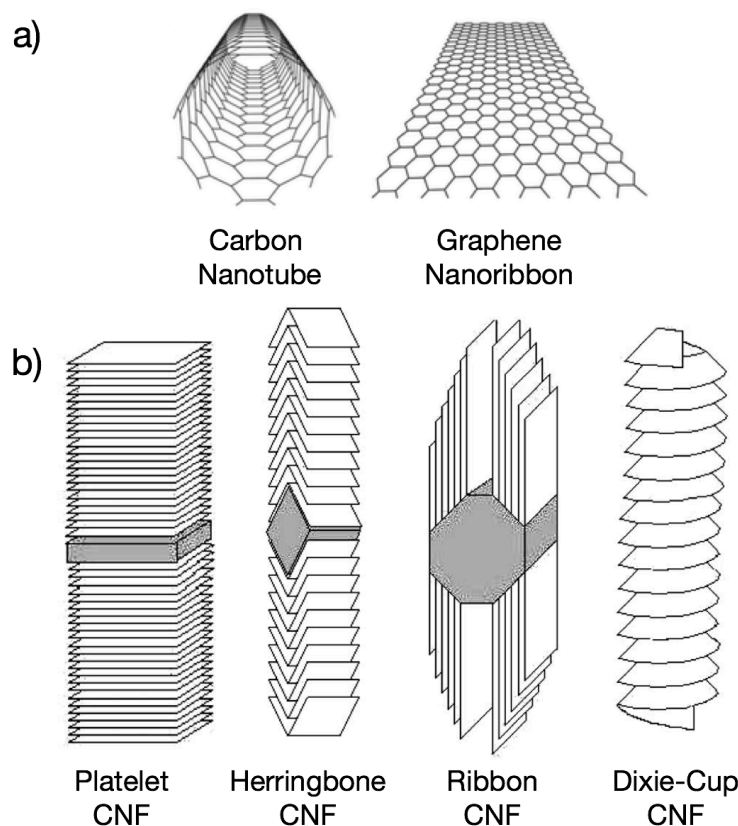 a)
Carbon
Nanotube
Graphene
Nanoribbon
b)
Platelet
CNF
Herringbone
CNF
Ribbon
CNF
Dixie-Cup
CNF